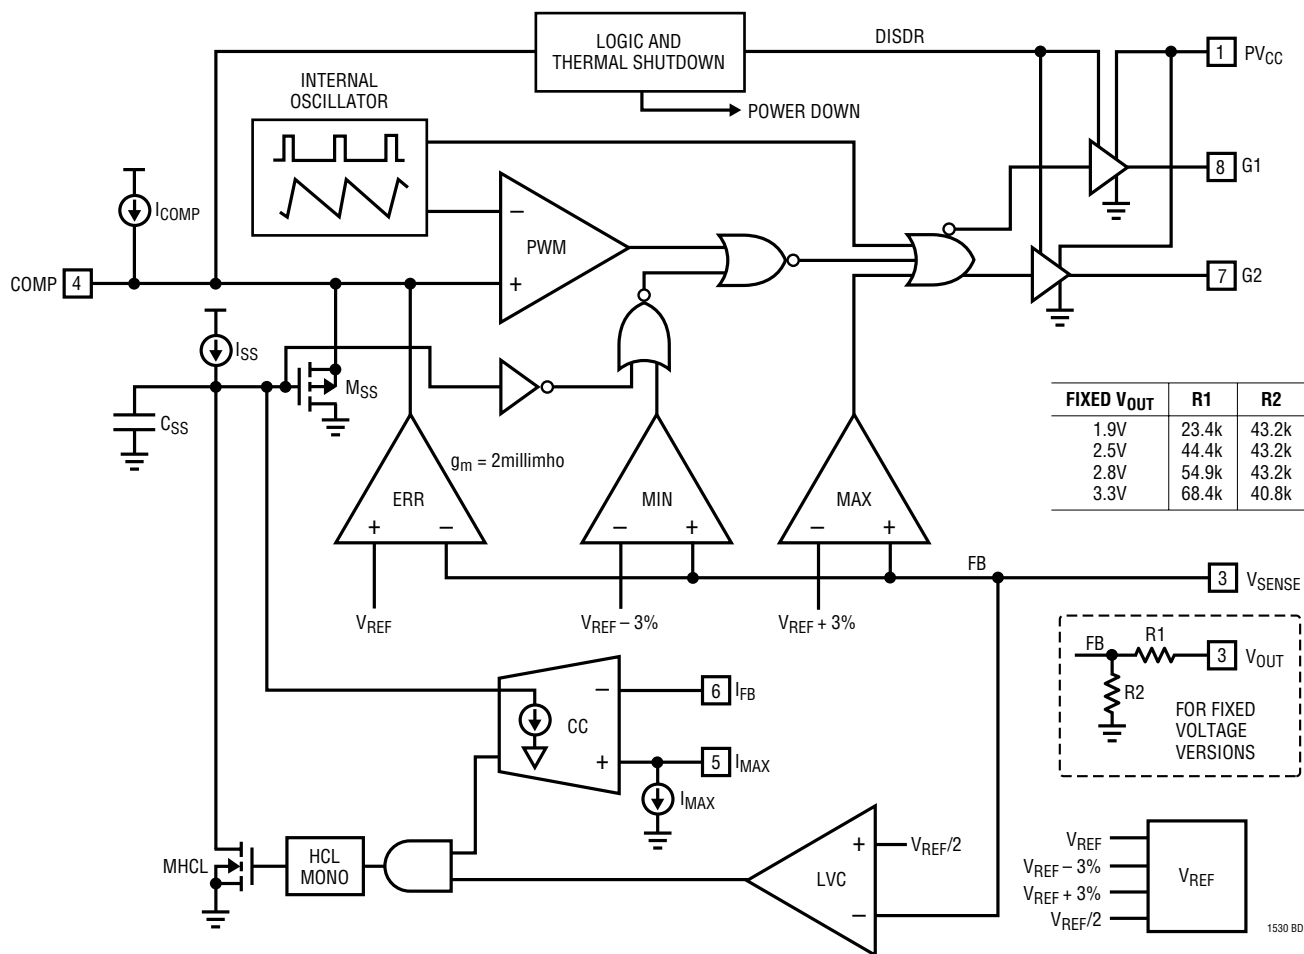 LOGIC AND
THERMAL SHUTDOWN
DISDR
1 PVCC
POWER DOWN
INTERNAL
OSCILLATOR
8 G1
ICOMP
−
PWM
+
COMP 4
7 G2
ISS
MSS
CSS
FIXED VOUT R1 R2
1.9V 23.4k 43.2k
2.5V 44.4k 43.2k
2.8V 54.9k 43.2k
3.3V 68.4k 40.8k
gm = 2millimho
ERR
+ −
MIN
− +
MAX
− +
FB
3 VSENSE
VREF
VREF – 3%
VREF + 3%
FB R1 3 VOUT
R2
FOR FIXED
VOLTAGE
VERSIONS
− 6 IFB
CC
+ 5 IMAX
IMAX
MHCL
HCL
MONO
+ VREF/2
LVC
−
VREF
VREF – 3%
VREF + 3%
VREF/2
VREF
1530 BD